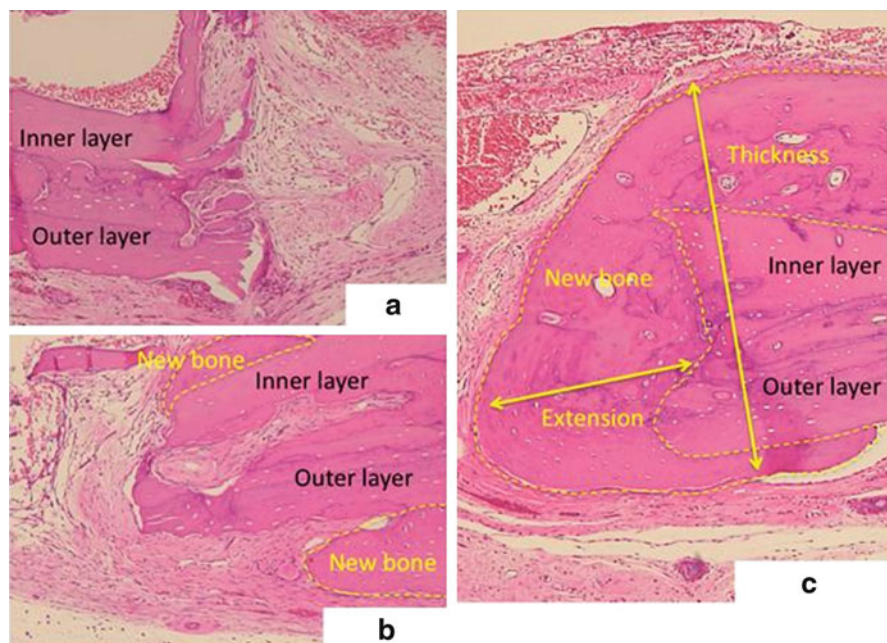 Inner layer
Outer layer
a
New bone
Inner layer
Outer layer
New bone
b
Thickness
New bone
Inner layer
Outer layer
Extension
c